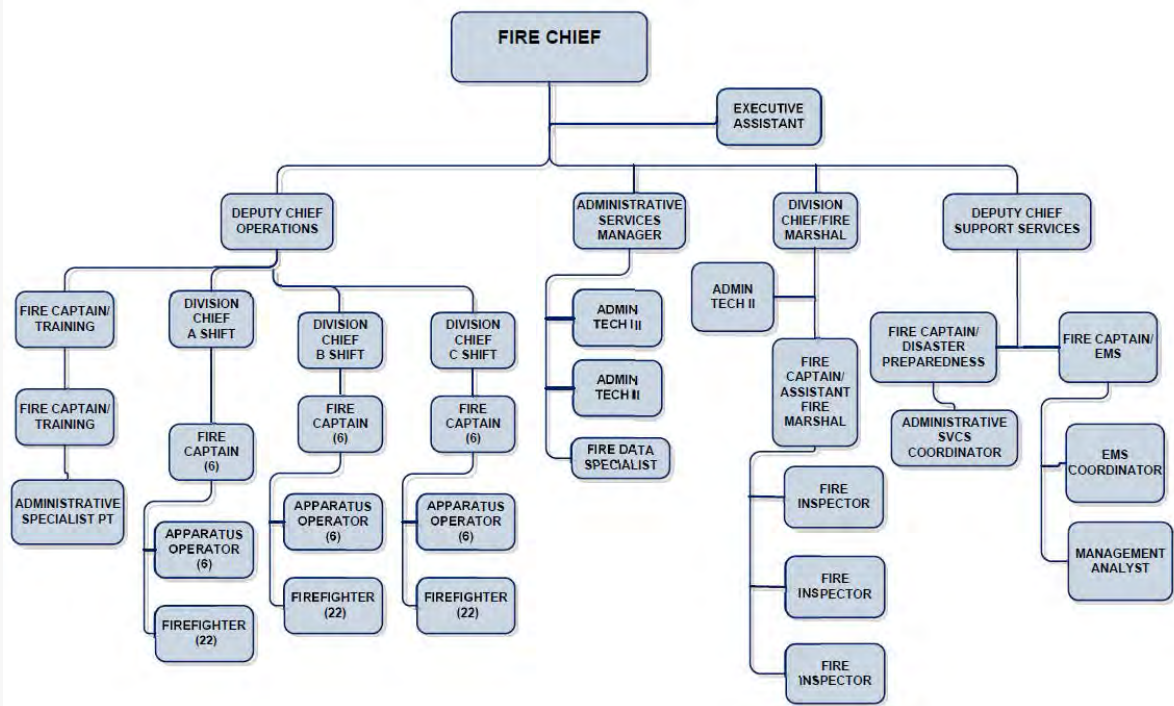 FIRE CHIEF
EXECUTIVE
ASSISTANT
DEPUTY CHIEF
OPERATIONS
ADMINISTRATIVE
SERVICES
MANAGER
DIVISION
CHIEF/FIRE
MARSHAL
DEPUTY CHIEF
SUPPORT SERVICES
FIRE CAPTAIN/
TRAINING
DIVISION
CHIEF
A SHIFT
DIVISION
CHIEF
B SHIFT
DIVISION
CHIEF
C SHIFT
ADMIN
TECH III
ADMIN
TECH II
FIRE CAPTAIN/
DISASTER
PREPAREDNESS
FIRE CAPTAIN/
EMS
FIRE CAPTAIN/
TRAINING
FIRE
CAPTAIN
(6)
FIRE
CAPTAIN
(6)
FIRE
CAPTAIN
(6)
ADMIN
TECH II
FIRE
CAPTAIN/
ASSISTANT
FIRE
MARSHAL
ADMINISTRATIVE
SVCS
COORDINATOR
EMS
COORDINATOR
FIRE DATA
SPECIALIST
ADMINISTRATIVE
SPECIALIST PT
APPARATUS
OPERATOR
(6)
APPARATUS
OPERATOR
(6)
APPARATUS
OPERATOR
(6)
FIRE
INSPECTOR
MANAGEMENT
ANALYST
FIREFIGHTER
(22)
FIREFIGHTER
(22)
FIREFIGHTER
(22)
FIRE
INSPECTOR
FIRE
INSPECTOR